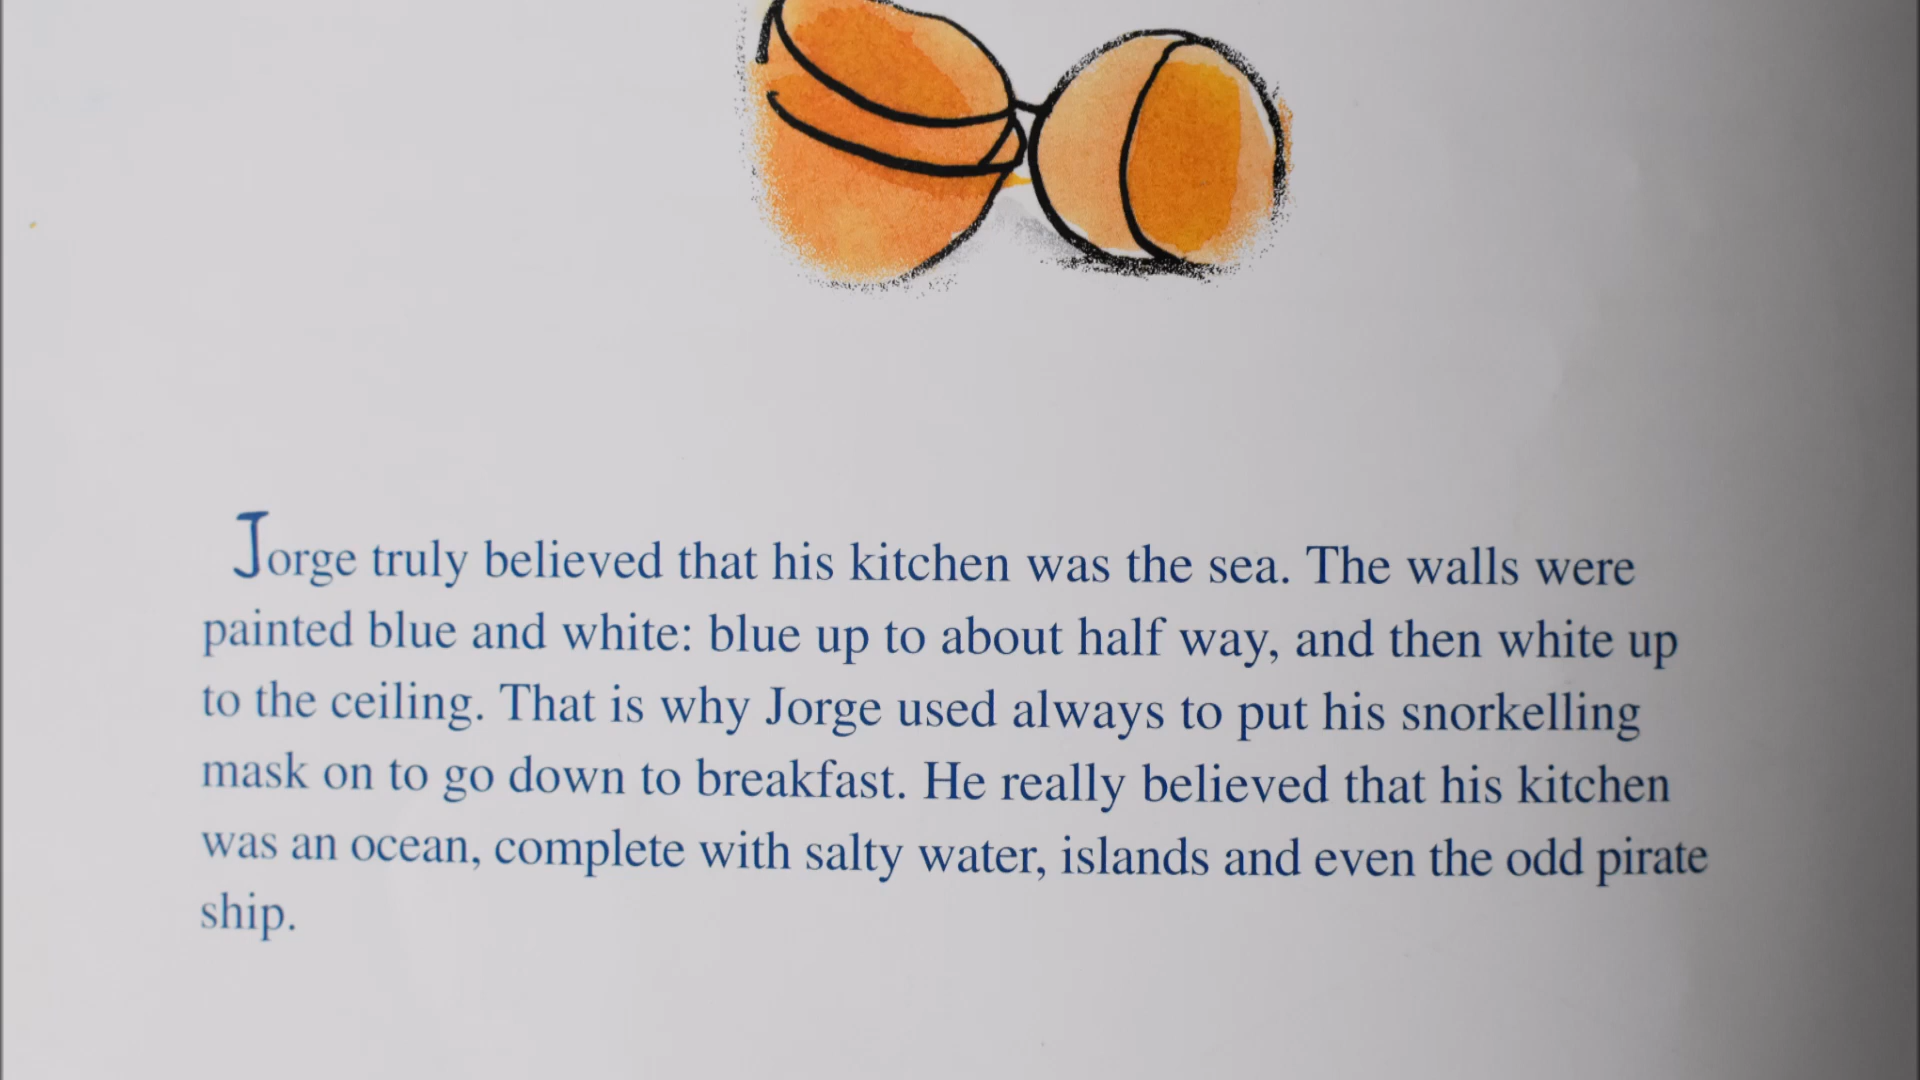 Jorge truly believed that his kitchen was the sea. The walls were
painted blue and white: blue up to about half way, and then white up
to the ceiling. That is why Jorge used always to put his snorkelling
mask on to go down to breakfast. He really believed that his kitchen
was an ocean, complete with salty water, islands and even the odd pirate
ship.